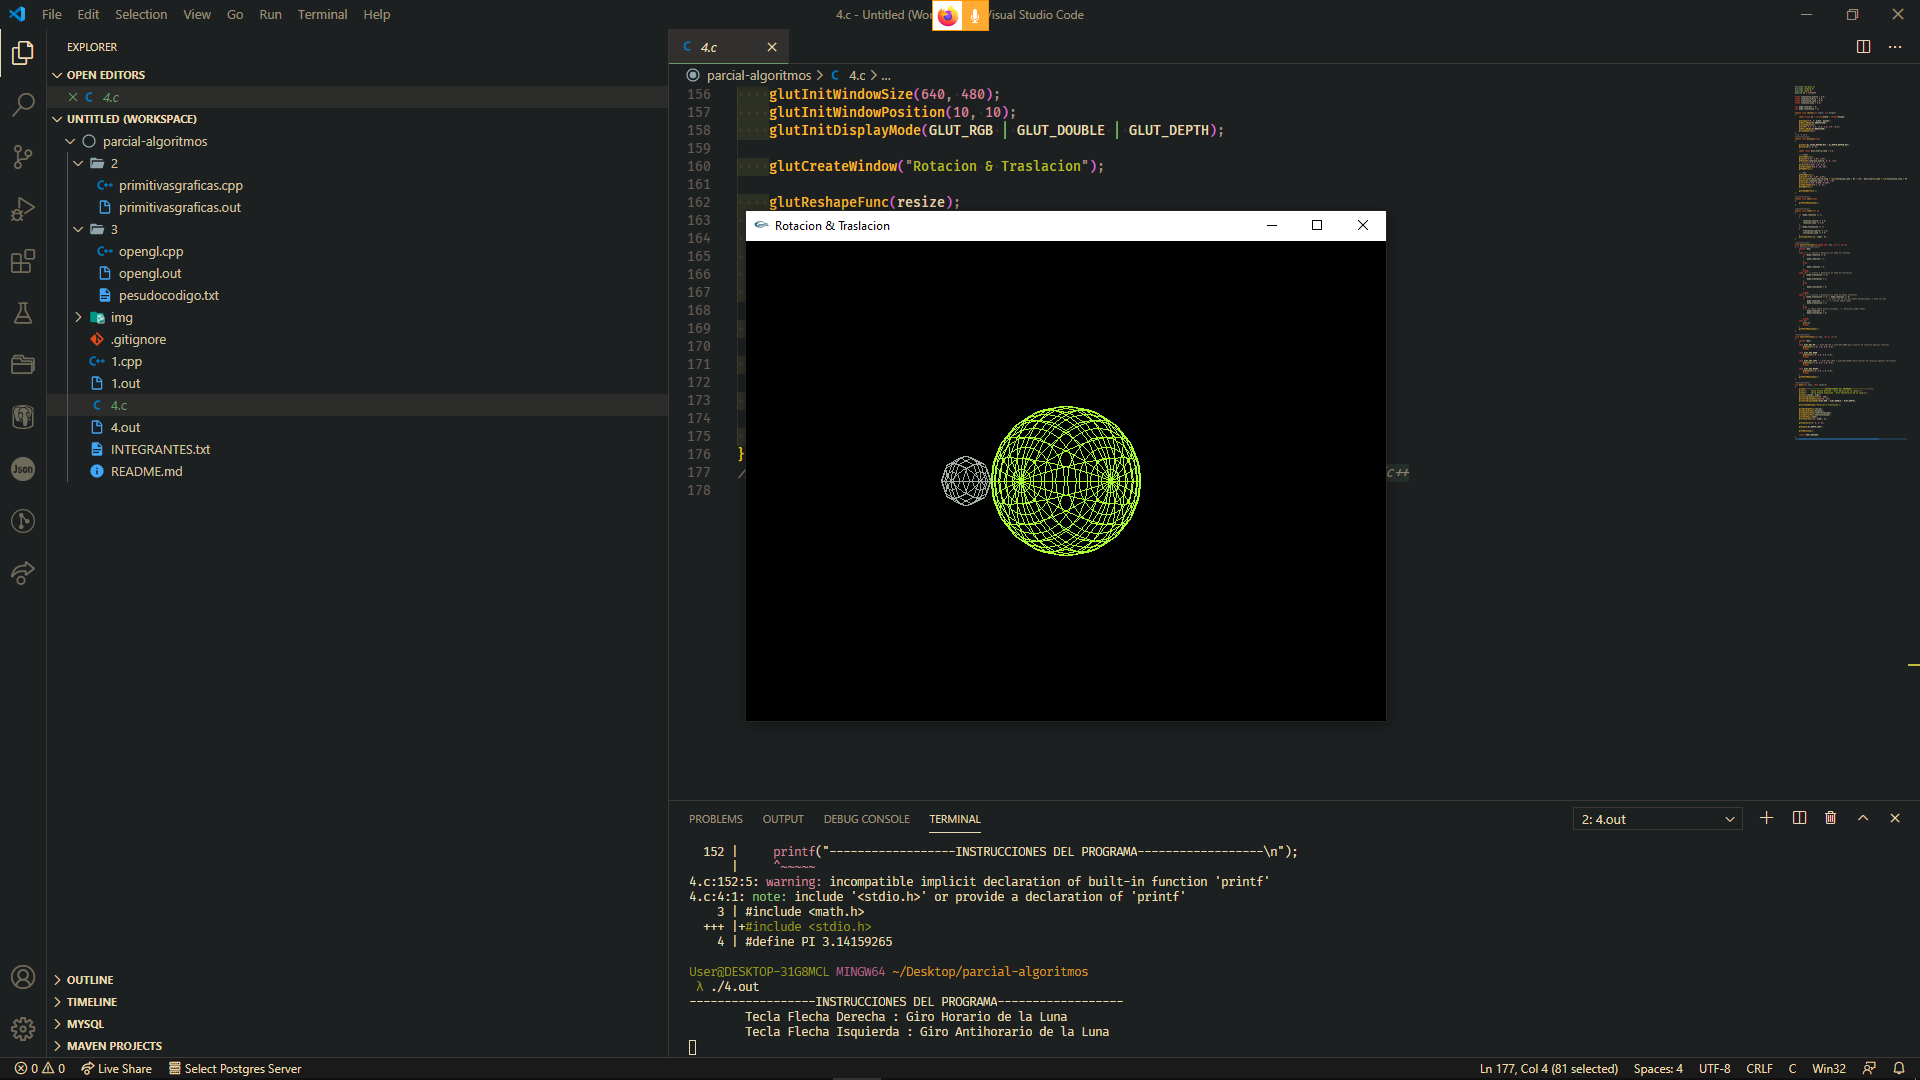 File Edit Selection View Go Run Terminal Help
4.c - Untitled (Wor
isual Studio Code
EXPLORER
OPEN EDITORS
4.c
UNTITLED (WORKSPACE)
parcial-algoritmos
2
primitivasgraficas.cpp
primitivasgraficas.out
3
opengl.cpp
opengl.out
pesudocodigo.txt
img
.gitignore
1.cpp
1.out
4.c
4.out
INTEGRANTES.txt
README.md
OUTLINE
TIMELINE
MYSQL
MAVEN PROJECTS
Json
4.c
parcial-algoritmos > 4.c > ...
156 glutInitWindowSize(640, 480);
157 glutInitWindowPosition(10, 10);
158 glutInitDisplayMode(GLUT_RGB | GLUT_DOUBLE | GLUT_DEPTH);
159
160 glutCreateWindow("Rotacion & Traslacion");
161
162 glutReshapeFunc(resize);
163
164
165
166
167
168
169
170
171
172
173
174
175
176 }
177 / c++
178
Rotacion & Traslacion
PROBLEMS OUTPUT DEBUG CONSOLE TERMINAL
2: 4.out
152 | printf("------------------INSTRUCCIONES DEL PROGRAMA------------------\n");
| ^~~~~~
4.c:152:5: warning: incompatible implicit declaration of built-in function 'printf'
4.c:4:1: note: include '<stdio.h>' or provide a declaration of 'printf'
3 | #include <math.h>
+++ |+#include <stdio.h>
4 | #define PI 3.14159265
User@DESKTOP-31G8MCL MINGW64 ~/Desktop/parcial-algoritmos
λ ./4.out
------------------INSTRUCCIONES DEL PROGRAMA------------------
Tecla Flecha Derecha : Giro Horario de la Luna
Tecla Flecha Isquierda : Giro Antihorario de la Luna
0 0 Live Share Select Postgres Server
Ln 177, Col 4 (81 selected) Spaces: 4 UTF-8 CRLF C Win32